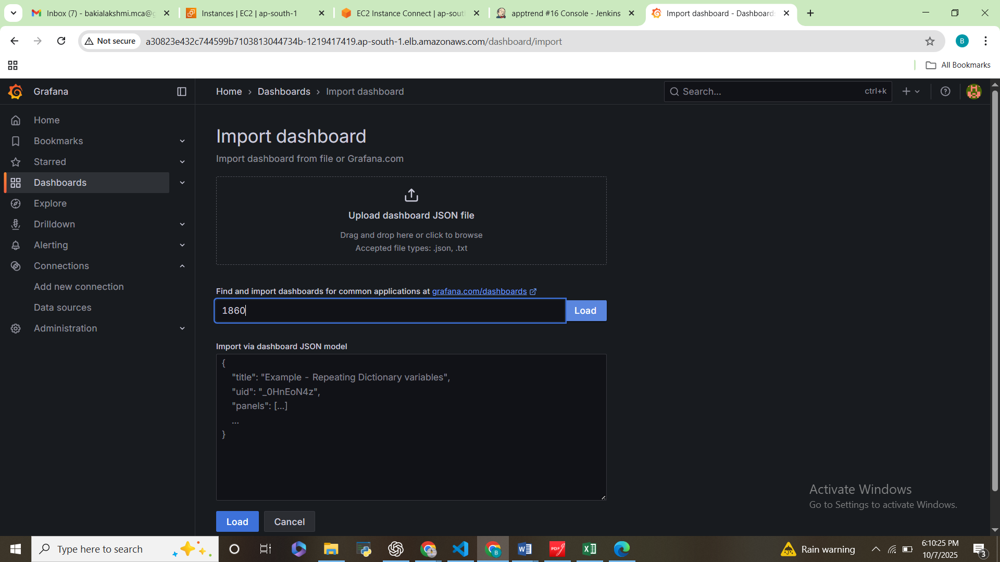 Inbox (7) - bakialakshmi.mca@g
Instances | EC2 | ap-south-1
EC2 Instance Connect | ap-sout
apptrend #16 Console - Jenkins
Import dashboard - Dashboards
Not secure
a30823e432c744599b7103813044734b-1219417419.ap-south-1.elb.amazonaws.com/dashboard/import
B
All Bookmarks
Grafana
Home › Dashboards › Import dashboard
Search...
ctrl+k
Home
Bookmarks
Starred
Dashboards
Explore
Drilldown
Alerting
Connections
Add new connection
Data sources
Administration
Import dashboard
Import dashboard from file or Grafana.com
Upload dashboard JSON file
Drag and drop here or click to browse
Accepted file types: .json, .txt
Find and import dashboards for common applications at grafana.com/dashboards
1860
Load
Import via dashboard JSON model
{
"title": "Example - Repeating Dictionary variables",
"uid": "_0HnEoN4z",
"panels": [...]
...
}
Load
Cancel
Activate Windows
Go to Settings to activate Windows.
Type here to search
Rain warning
6:10:25 PM
10/7/2025
3